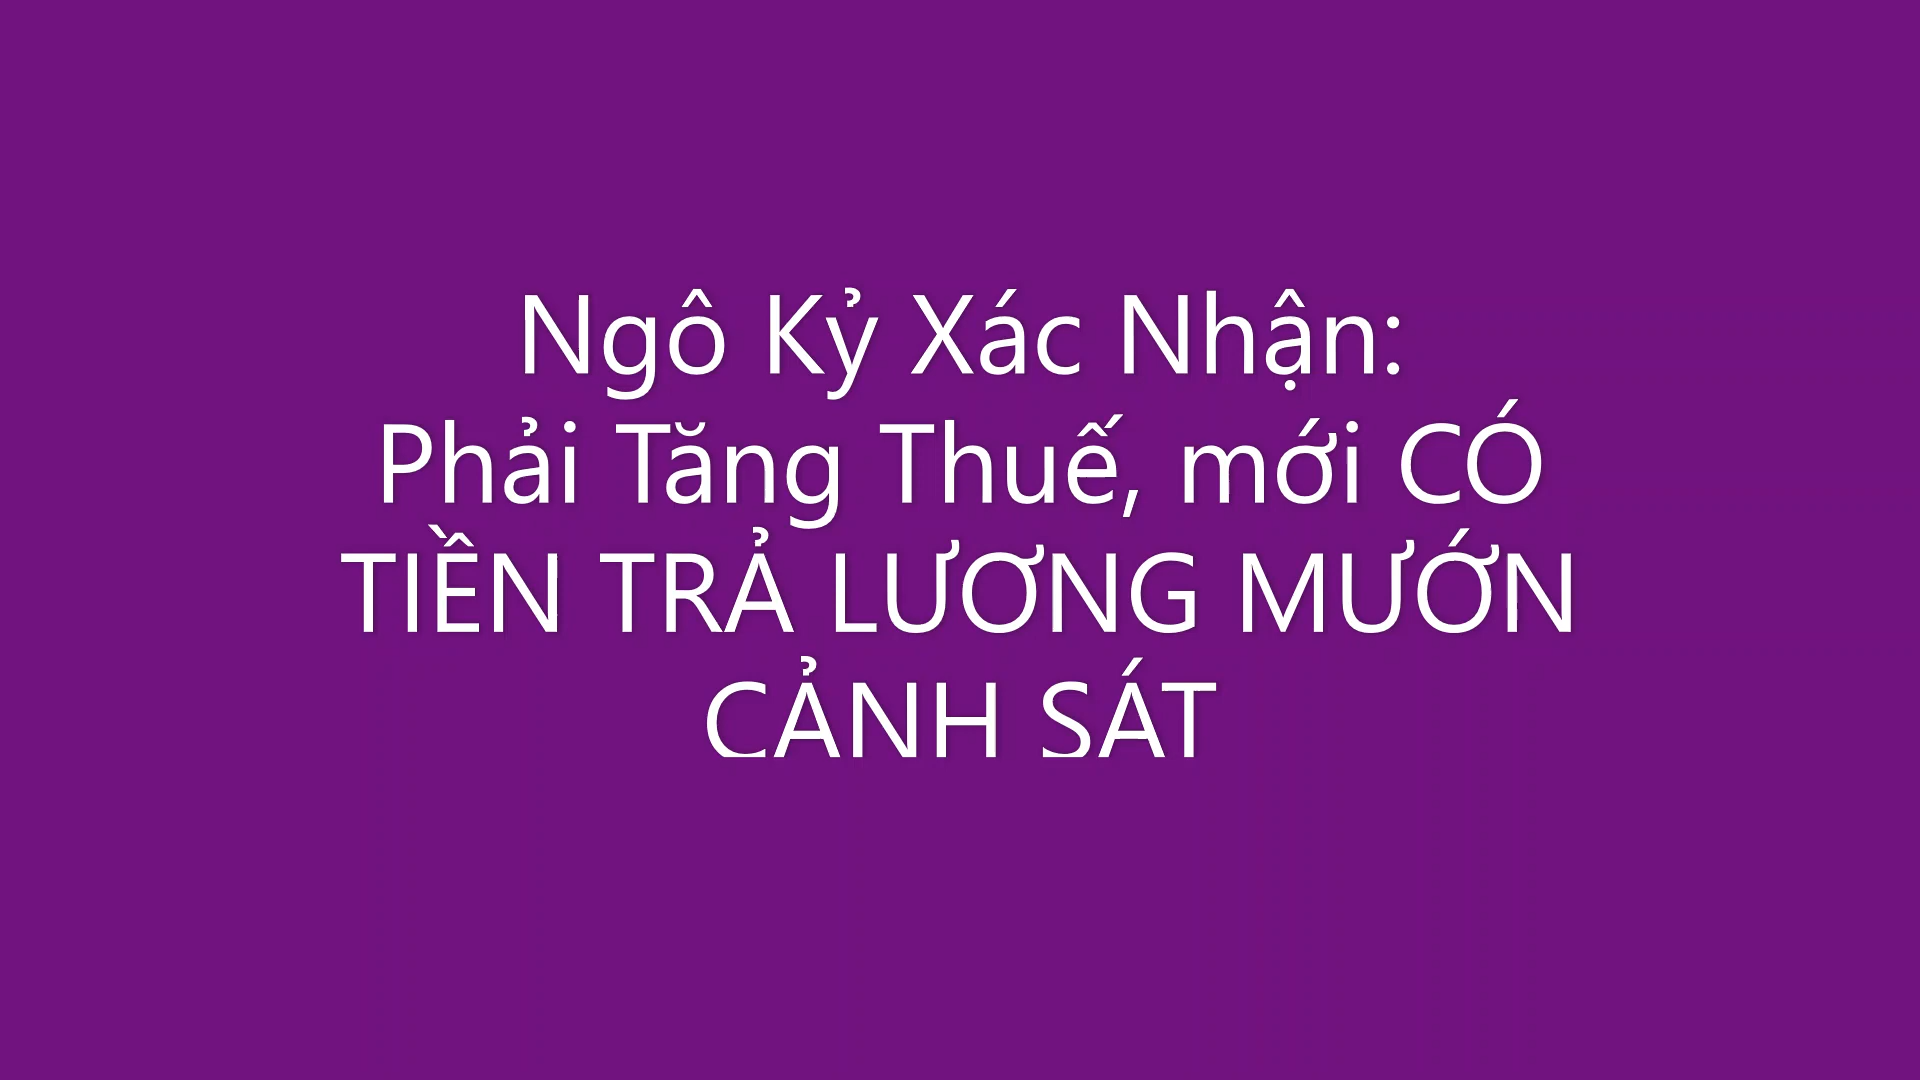 Ngô Kỷ Xác Nhận:
Phải Tăng Thuế, mới CÓ
TIỀN TRẢ LƯƠNG MƯỚN
CẢNH SÁT